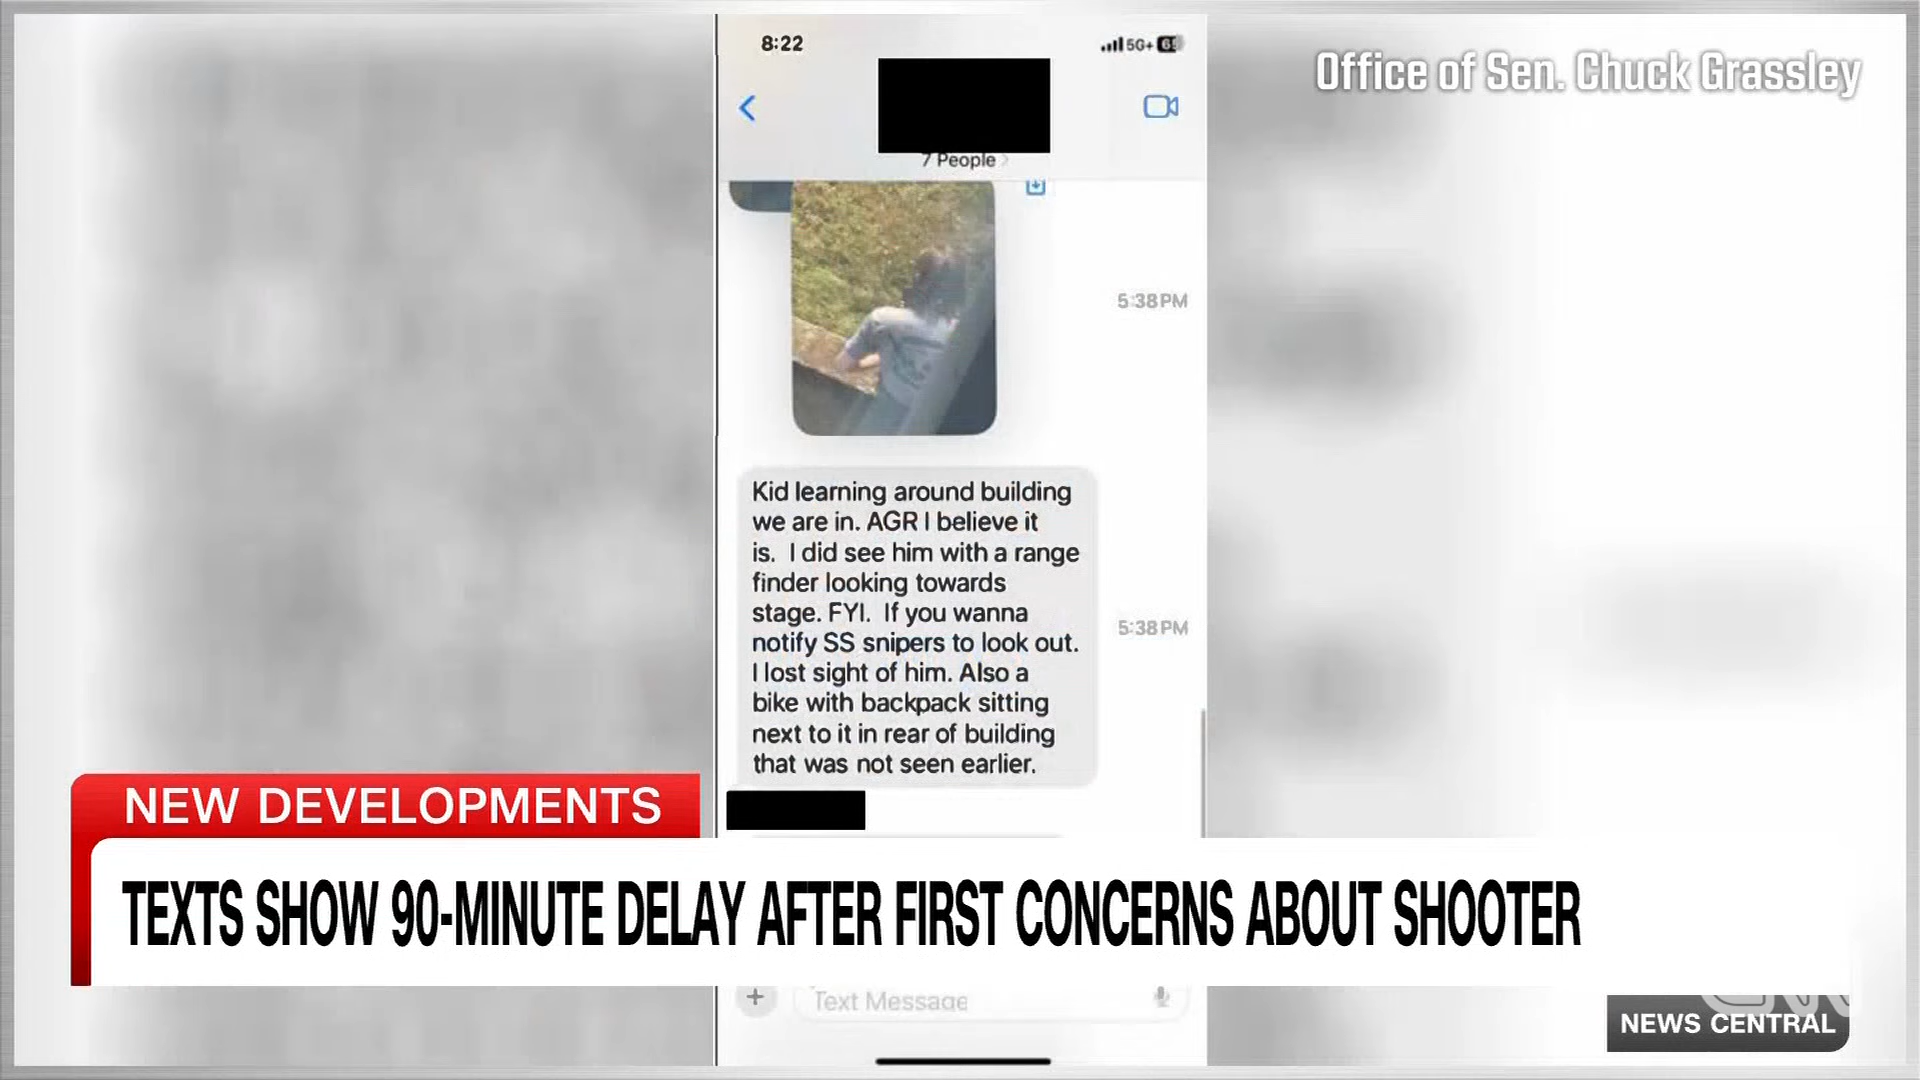 8:22
5G+
Office of Sen. Chuck Grassley
7 People
5:38 PM
Kid learning around building
we are in. AGR I believe it
is. I did see him with a range
finder looking towards
stage. FYI. If you wanna
notify SS snipers to look out.
I lost sight of him. Also a
bike with backpack sitting
next to it in rear of building
that was not seen earlier.
5:38 PM
NEW DEVELOPMENTS
TEXTS SHOW 90-MINUTE DELAY AFTER FIRST CONCERNS ABOUT SHOOTER
Text Message
NEWS CENTRAL